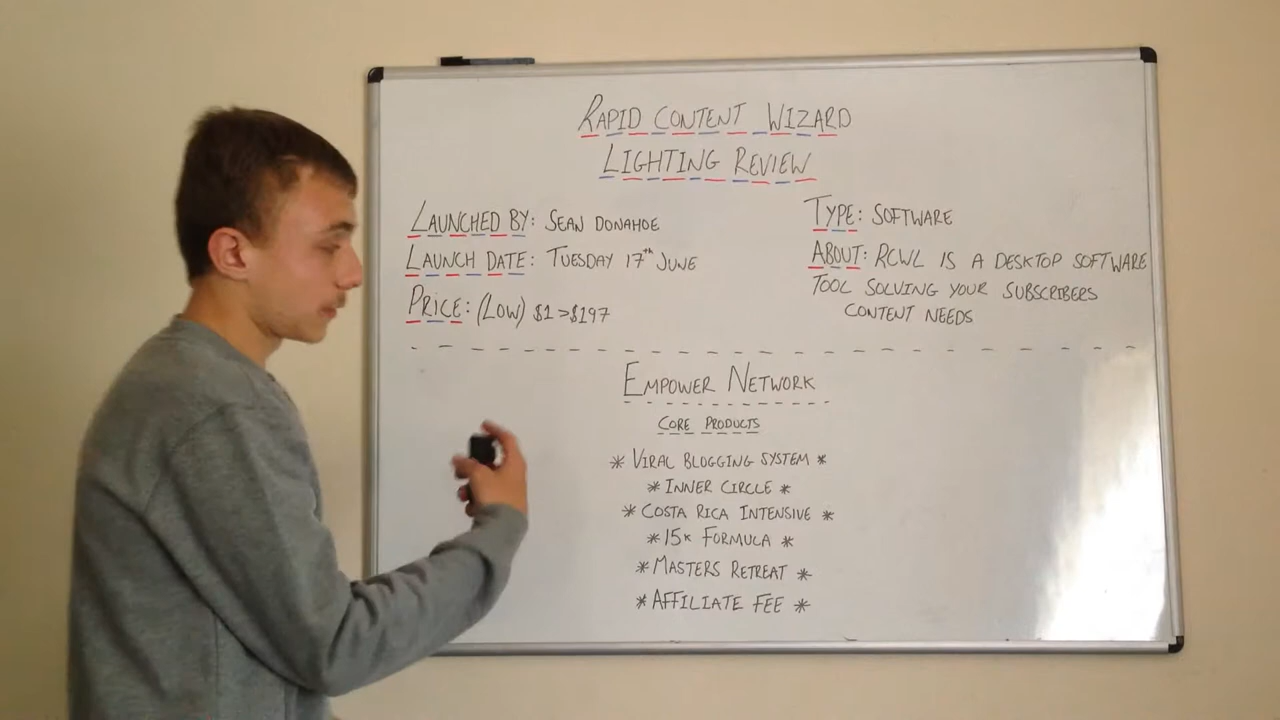 RAPID CONTENT WIZARD
LIGHTING REVIEW
LAUNCHED BY: SEAN DONAHOE
LAUNCH DATE: TUESDAY 17th JUNE
PRICE: (LOW) $1 > $197
TYPE: SOFTWARE
ABOUT: RCWL IS A DESKTOP SOFTWARE
TOOL SOLVING YOUR SUBSCRIBERS
CONTENT NEEDS
EMPOWER NETWORK
CORE PRODUCTS
* VIRAL BLOGGING SYSTEM *
* INNER CIRCLE *
* COSTA RICA INTENSIVE *
* 15K FORMULA *
* MASTERS RETREAT *
* AFFILIATE FEE *